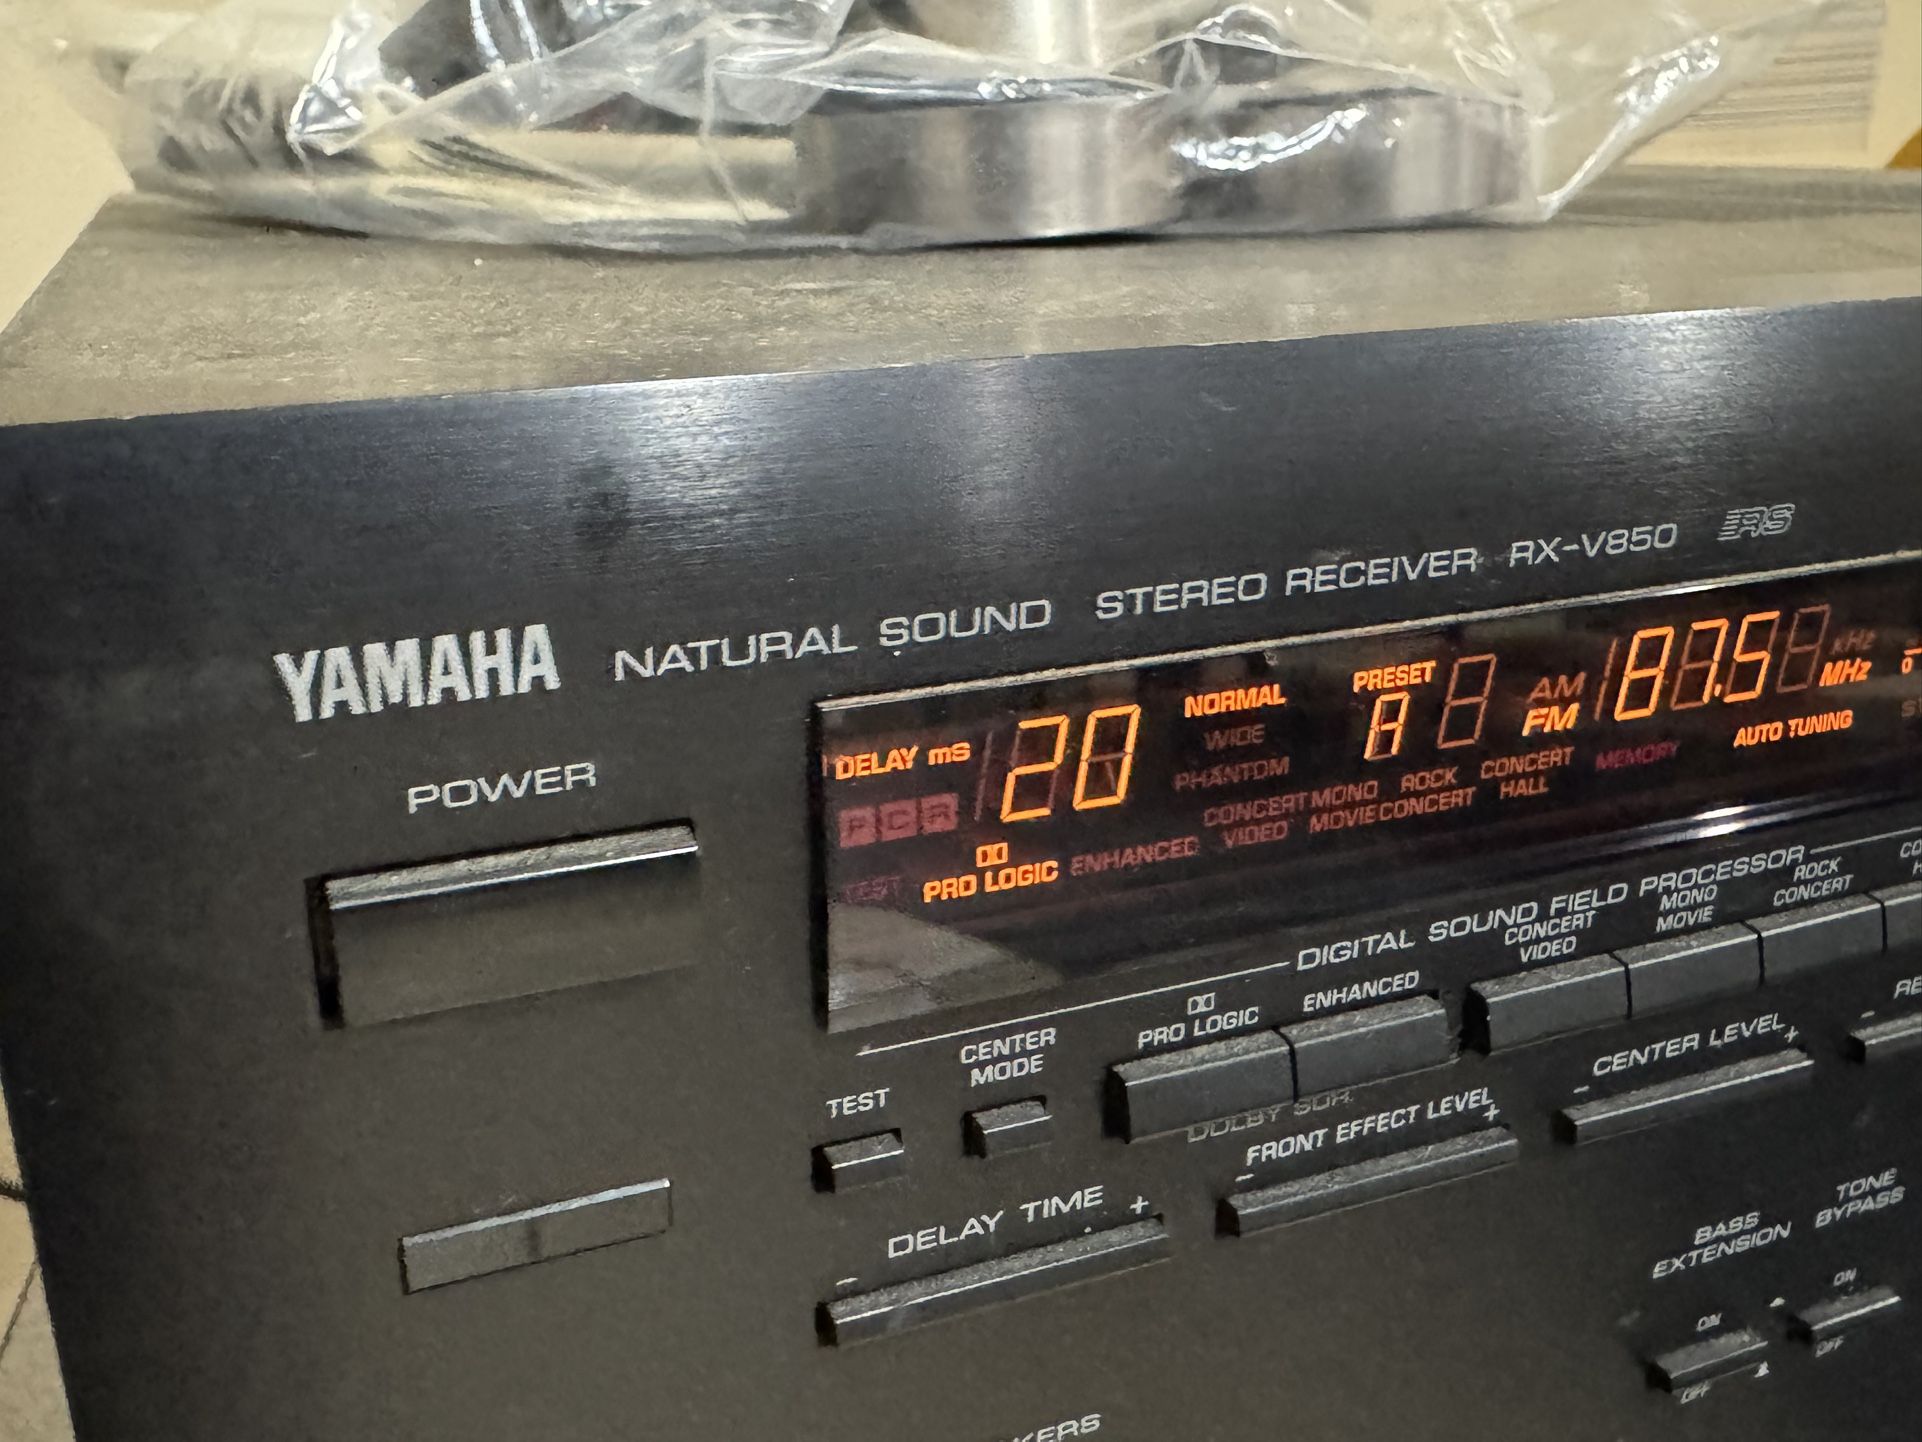 YAMAHA NATURAL SOUND STEREO RECEIVER RX-V850 RS
POWER
DELAY mS 20 NORMAL PRESET A AM FM 87.5 kHz MHz
WIDE
PHANTOM
AUTO TUNING
MEMORY
PCR
CONCERT VIDEO
MONO MOVIE
ROCK CONCERT
CONCERT HALL
TEST
PRO LOGIC
ENHANCED
DIGITAL SOUND FIELD PROCESSOR
TEST
CENTER MODE
PRO LOGIC
ENHANCED
CONCERT VIDEO
MONO MOVIE
ROCK CONCERT
DOLBY SUR.
DELAY TIME
- +
FRONT EFFECT LEVEL
- +
CENTER LEVEL
- +
-
BASS EXTENSION
ON
OFF
TONE BYPASS
ON
OFF